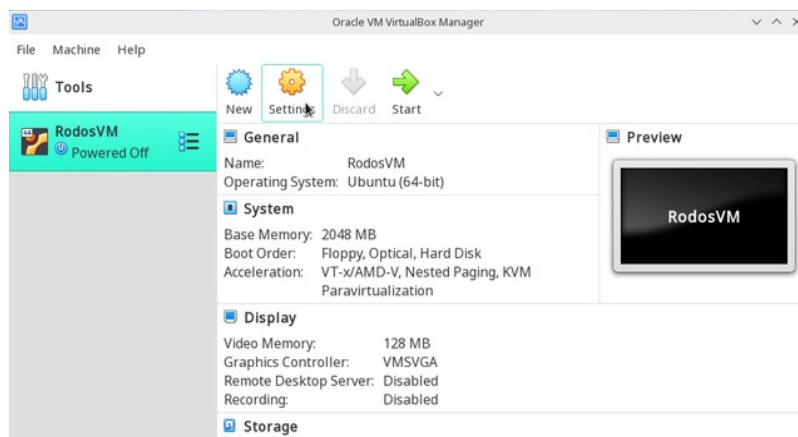 Oracle VM VirtualBox Manager
File Machine Help
Tools
New Settings Discard Start
RodosVM
Powered Off
General
Name: RodosVM
Operating System: Ubuntu (64-bit)
System
Base Memory: 2048 MB
Boot Order: Floppy, Optical, Hard Disk
Acceleration: VT-x/AMD-V, Nested Paging, KVM
Paravirtualization
Display
Video Memory: 128 MB
Graphics Controller: VMSVGA
Remote Desktop Server: Disabled
Recording: Disabled
Storage
Preview
RodosVM